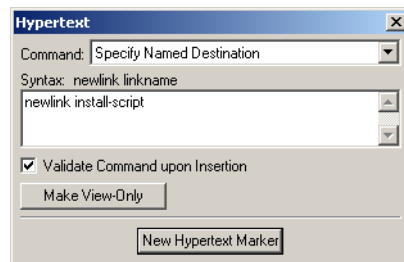 Hypertext
Command: Specify Named Destination
Syntax: newlink linkname
newlink install-script
Validate Command upon Insertion
Make View-Only
New Hypertext Marker